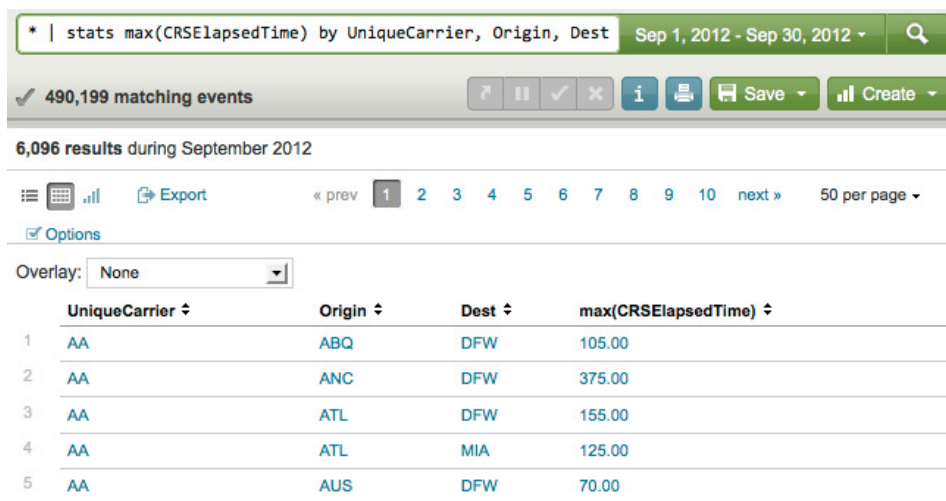 * | stats max(CRSElapsedTime) by UniqueCarrier, Origin, Dest Sep 1, 2012 - Sep 30, 2012
490,199 matching events i Save Create
6,096 results during September 2012
Export « prev 1 2 3 4 5 6 7 8 9 10 next » 50 per page
Options
Overlay: None
UniqueCarrier Origin Dest max(CRSElapsedTime)
1 AA ABQ DFW 105.00
2 AA ANC DFW 375.00
3 AA ATL DFW 155.00
4 AA ATL MIA 125.00
5 AA AUS DFW 70.00